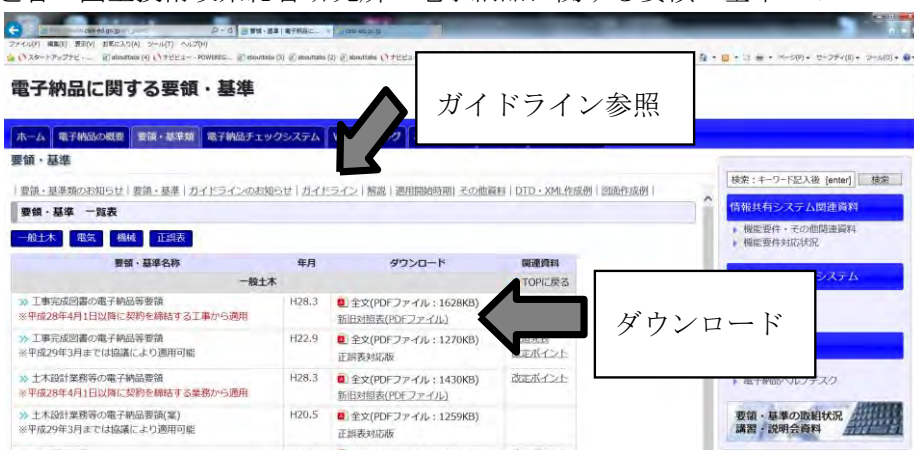 電子納品に関する要領・基準
ガイドライン参照
ホーム 電子納品の概要 要領・基準類 電子納品チェックシステム
要領・基準
| 要領・基準類のお知らせ | 要領・基準 | ガイドラインのお知らせ | ガイドライン | 解説 | 適用開始時期 | その他資料 | DTD・XML作成例 | 図面作成例 |
検索:キーワード記入後 [enter] 検索
要領・基準 一覧表
情報共有システム関連資料
一般土木 電気 機械 正誤表
機能要件・その他関連資料
機能要件対応状況
要領・基準名称 年月 ダウンロード 関連資料
一般土木 TOPに戻る
システム
工事完成図書の電子納品等要領 H28.3 全文(PDFファイル:1628KB)
※平成28年4月1日以降に契約を締結する工事から適用 新旧対照表(PDFファイル)
ダウンロード
工事完成図書の電子納品等要領 H22.9 全文(PDFファイル:1270KB)
※平成29年3月までは協議により適用可能 正誤表対応版 改定ポイント
土木設計業務等の電子納品要領 H28.3 全文(PDFファイル:1430KB) 改定ポイント
※平成28年4月1日以降に契約を締結する業務から適用 新旧対照表(PDFファイル)
電子納品ヘルプデスク
土木設計業務等の電子納品要領(案) H20.5 全文(PDFファイル:1259KB)
※平成29年3月までは協議により適用可能 正誤表対応版
要領・基準の取組状況
講習・説明会資料